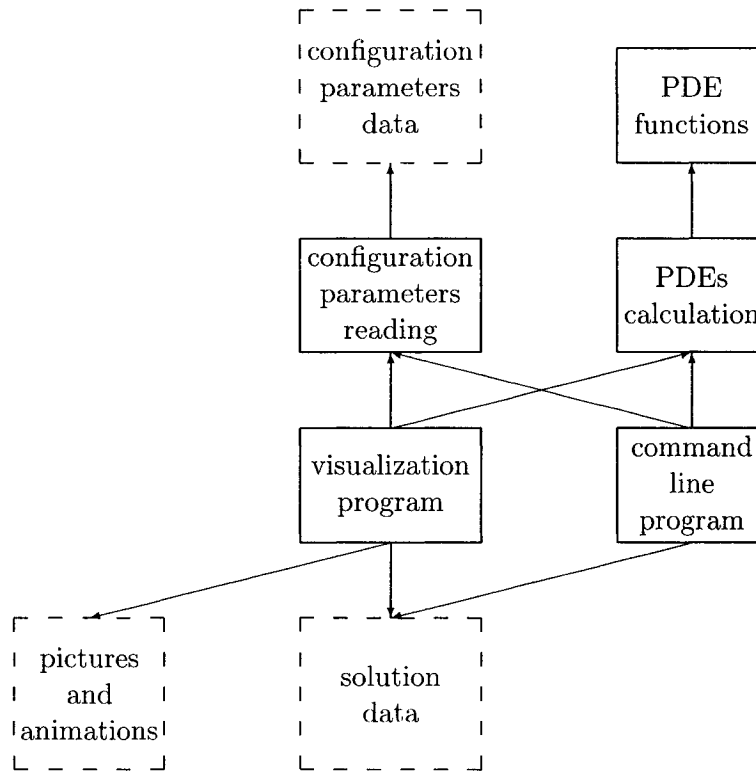 configuration
parameters
data
PDE
functions
configuration
parameters
reading
PDEs
calculation
visualization
program
command
line
program
pictures
and
animations
solution
data